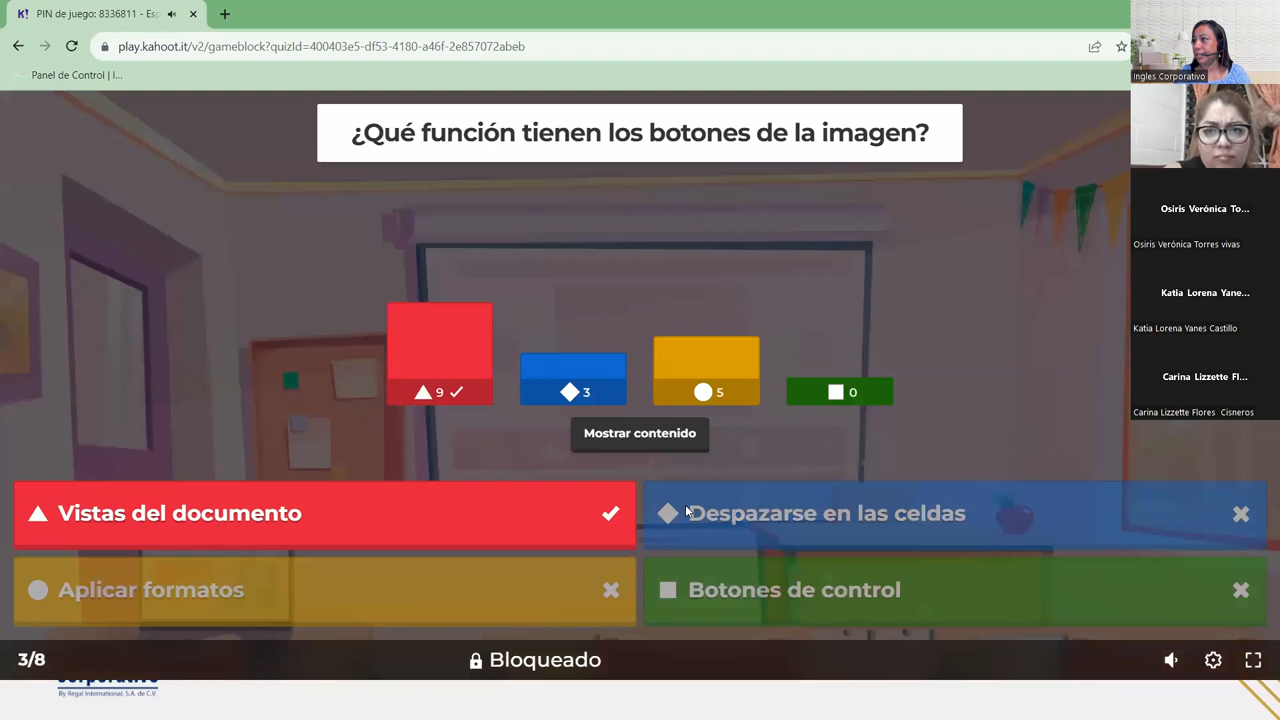 K! PIN de juego: 8336811 - Esp
play.kahoot.it/v2/gameblock?quizId=400403e5-df53-4180-a46f-2e857072abeb
Panel de Control | I...
Ingles Corporativo
¿Qué función tienen los botones de la imagen?
Osiris Verónica To...
Osiris Verónica Torres vivas
Katia Lorena Yane...
Katia Lorena Yanes Castillo
Carina Lizzette Fl...
Carina Lizzette Flores Cisneros
9
3
5
0
Mostrar contenido
Vistas del documento
Despazarse en las celdas
Aplicar formatos
Botones de control
3/8
Bloqueado
By Regal International, S.A. de C.V.